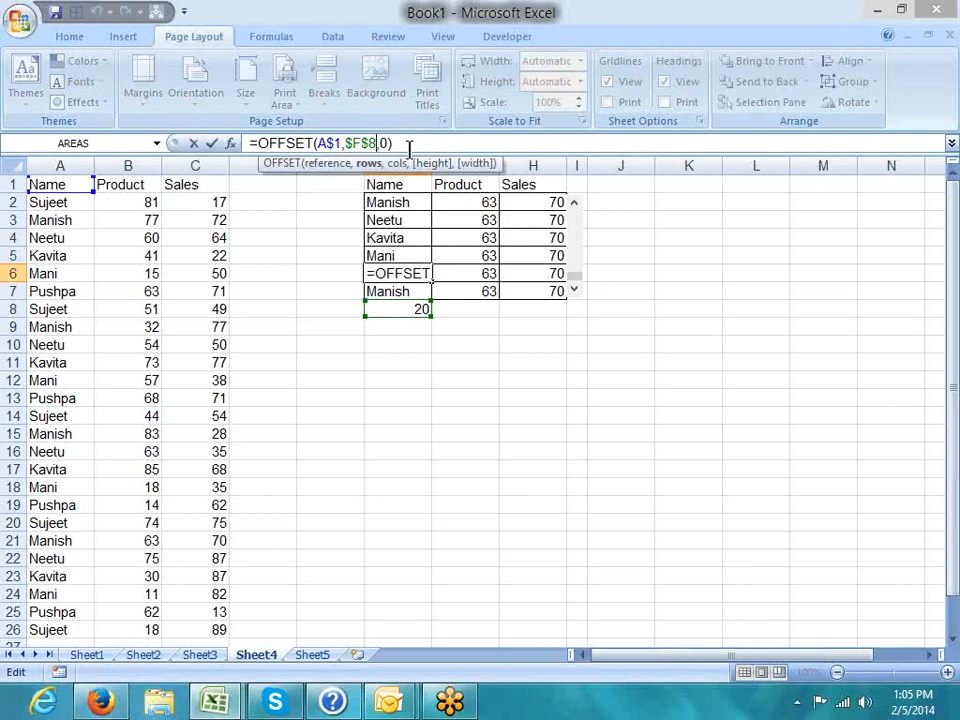 Book1 - Microsoft Excel
Home Insert Page Layout Formulas Data Review View Developer
Themes Colors Fonts Effects Margins Orientation Size Print Area Breaks Background Print Titles Width: Automatic Height: Automatic Scale: 100% Gridlines View Print Headings View Print Bring to Front Send to Back Selection Pane Align Group Rotate
Themes Page Setup Scale to Fit Sheet Options Arrange
AREAS fx =OFFSET(A$1,$F$8,0)
OFFSET(reference, rows, cols, [height], [width])
A B C H I J K L M N
1 Name Product Sales Name Product Sales
2 Sujeet 81 17 Manish 63 70
3 Manish 77 72 Neetu 63 70
4 Neetu 60 64 Kavita 63 70
5 Kavita 41 22 Mani 63 70
6 Mani 15 50 =OFFSET 63 70
7 Pushpa 63 71 Manish 63 70
8 Sujeet 51 49 20
9 Manish 32 77
10 Neetu 54 50
11 Kavita 73 77
12 Mani 57 38
13 Pushpa 68 71
14 Sujeet 44 54
15 Manish 83 28
16 Neetu 63 35
17 Kavita 85 68
18 Mani 18 35
19 Pushpa 14 62
20 Sujeet 74 75
21 Manish 63 70
22 Neetu 75 87
23 Kavita 30 87
24 Mani 11 82
25 Pushpa 62 13
26 Sujeet 18 89
27
Sheet1 Sheet2 Sheet3 Sheet4 Sheet5
Edit 100%
1:05 PM
2/5/2014